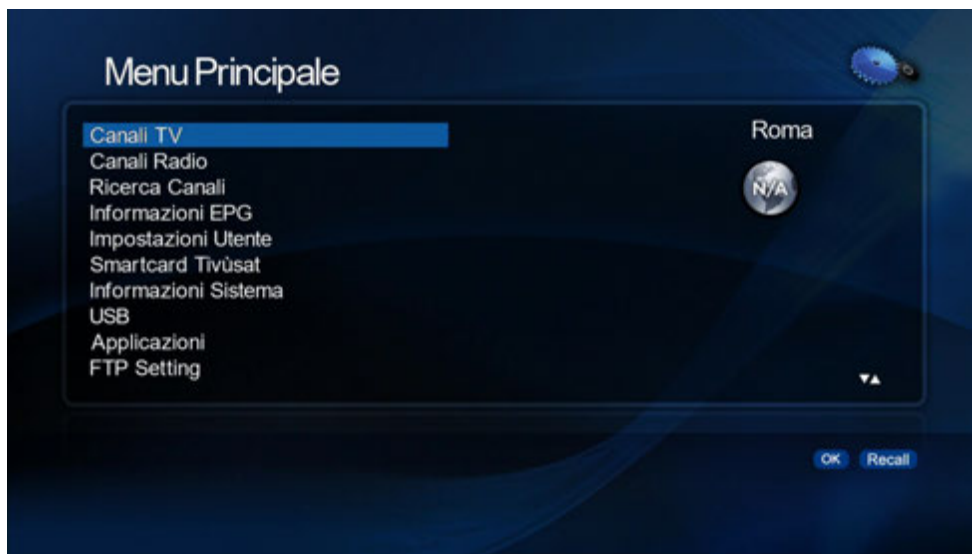 Menu Principale
Canali TV
Roma
Canali Radio
N/A
Ricerca Canali
Informazioni EPG
Impostazioni Utente
Smartcard Tivùsat
Informazioni Sistema
USB
Applicazioni
FTP Setting
OK Recall